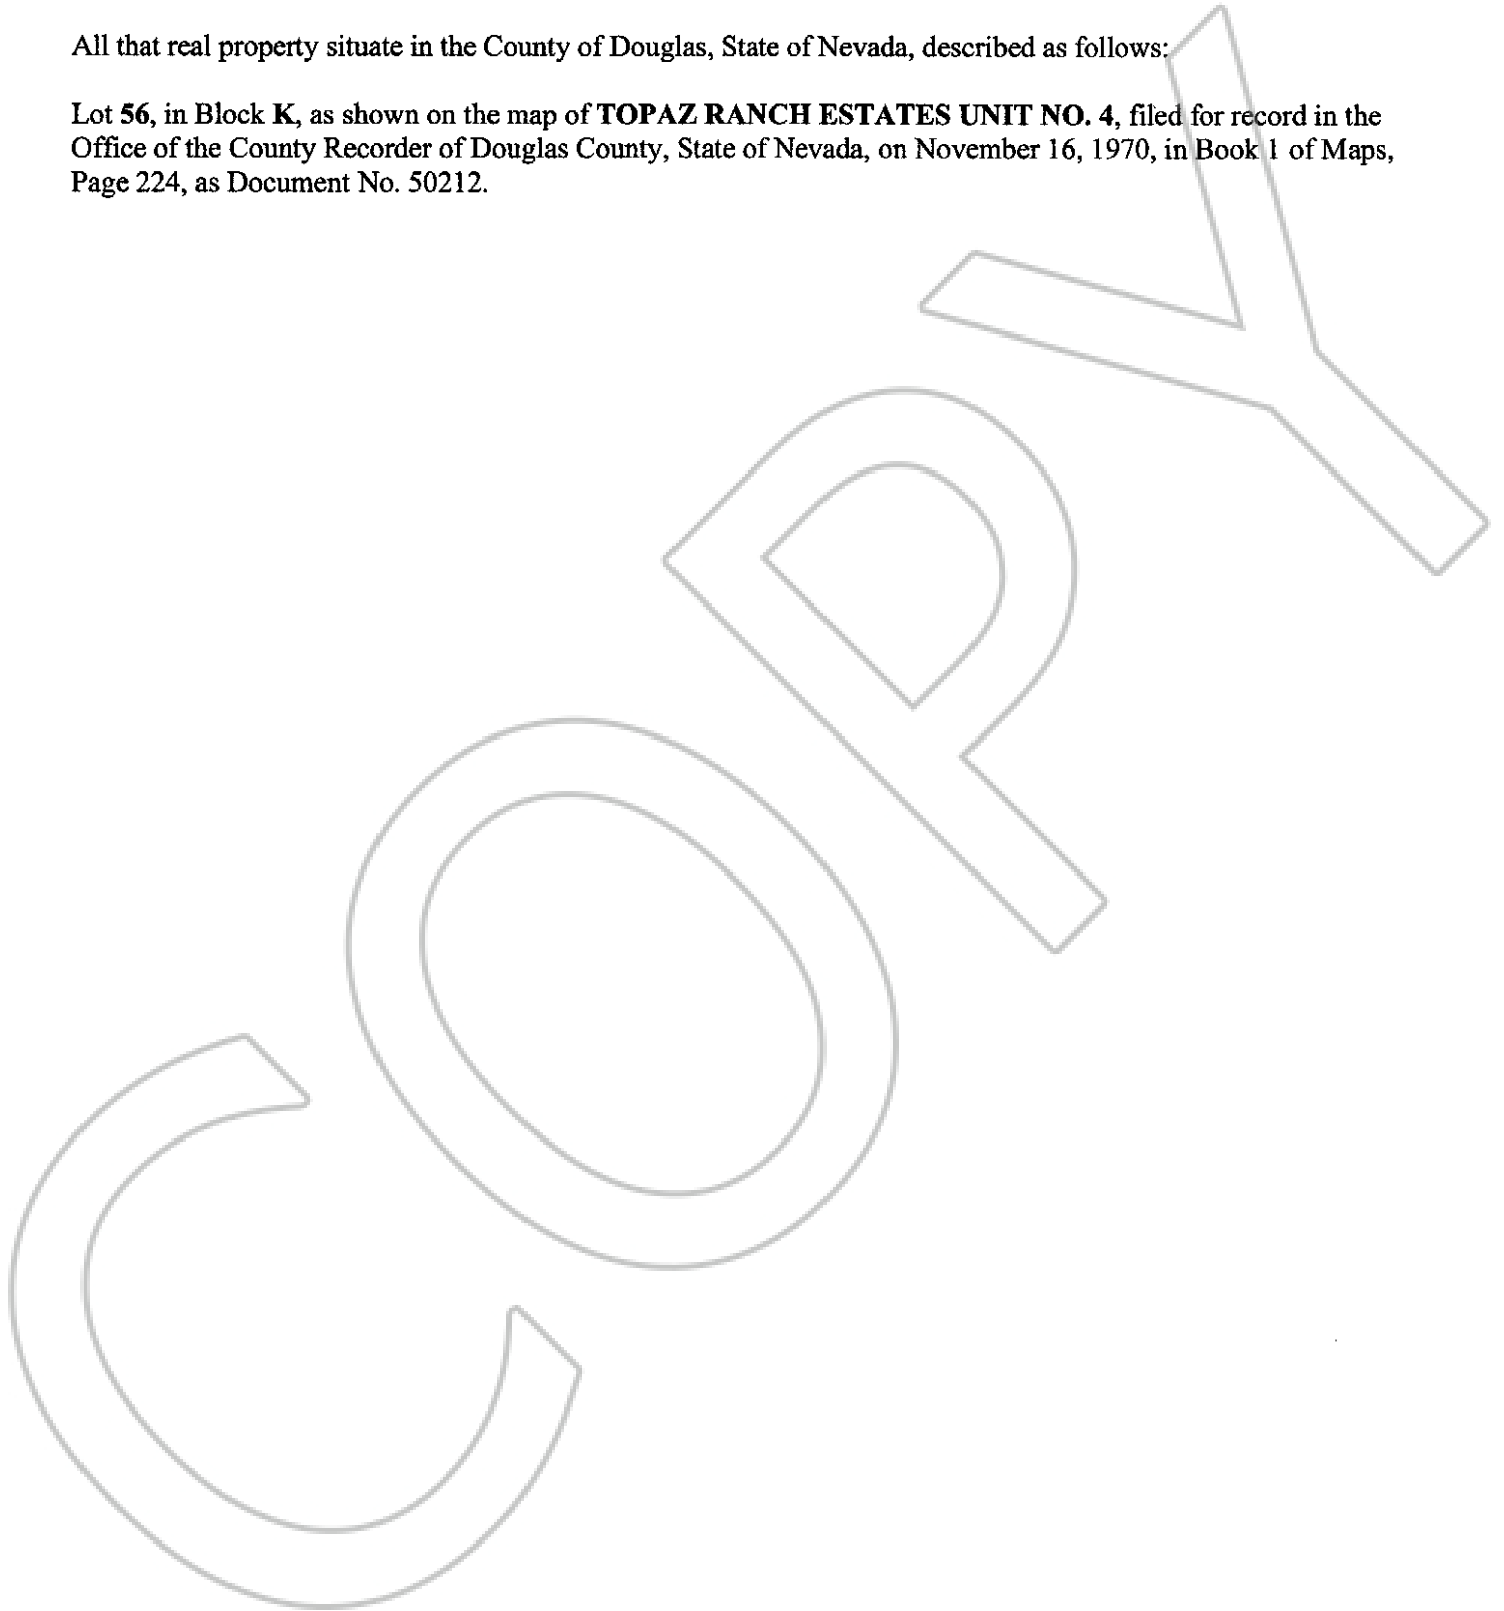 All that real property situate in the County of Douglas, State of Nevada, described as follows:
Lot 56, in Block K, as shown on the map of TOPAZ RANCH ESTATES UNIT NO. 4, filed for record in the
Office of the County Recorder of Douglas County, State of Nevada, on November 16, 1970, in Book 1 of Maps,
Page 224, as Document No. 50212.
COPY